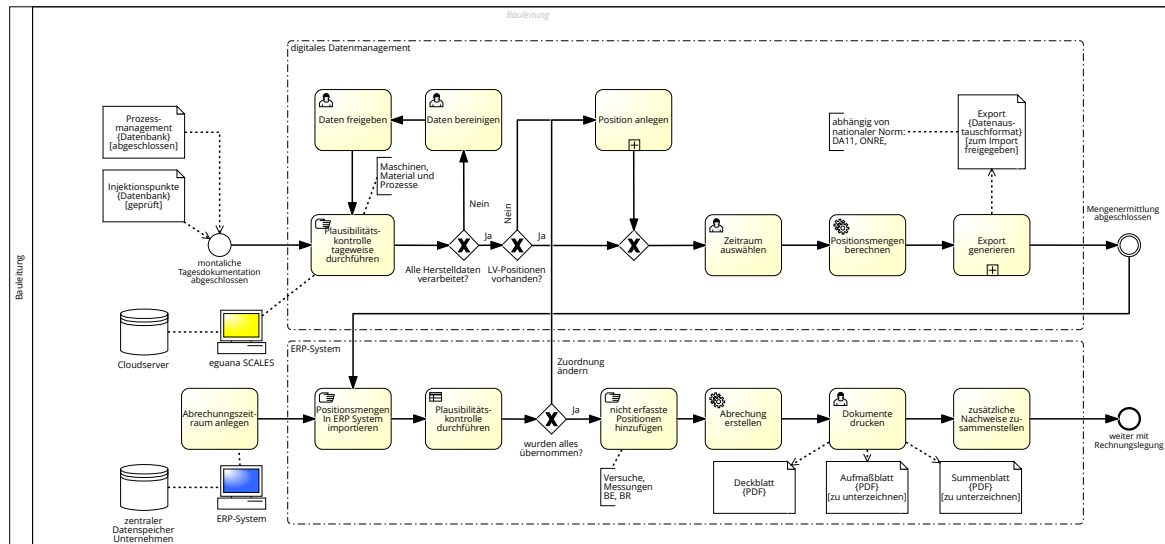 Bauleitung
Bauleitung
digitales Datenmanagement
Prozess-
management
{Datenbank}
[abgeschlossen]
Injektionspunkte
{Datenbank}
[geprüft]
Daten freigeben
Daten bereinigen
Position anlegen
abhängig von
nationaler Norm:
DA11, ONRE,
Export
{Datenaus-
tauschformat}
[zum Import
freigegeben]
Maschinen,
Material und
Prozesse
Nein
Nein
Ja
Ja
montaliche
Tagesdokumentation
abgeschlossen
Plausibilitäts-
kontrolle
tageweise
durchführen
Alle Herstelldaten
verarbeitet?
LV-Positionen
vorhanden?
Zeitraum
auswählen
Positionsmengen
berechnen
Export
generieren
Mengenermittlung
abgeschlossen
Cloudserver
eguana SCALES
ERP-System
Zuordnung
ändern
Abrechunngszeit-
raum anlegen
Positionsmengen
In ERP System
importieren
Plausibilitäts-
kontrolle
durchführen
wurden alles
übernommen?
Ja
nicht erfasste
Positionen
hinzufügen
Abrechung
erstellen
Dokumente
drucken
zusätzliche
Nachweise zu-
sammenstellen
weiter mit
Rechnungslegung
Versuche,
Messungen
BE, BR
Deckblatt
{PDF}
Aufmaßblatt
{PDF}
[zu unterzeichnen]
Summenblatt
{PDF}
[zu unterzeichnen]
zentraler
Datenspeicher
Unternehmen
ERP-System